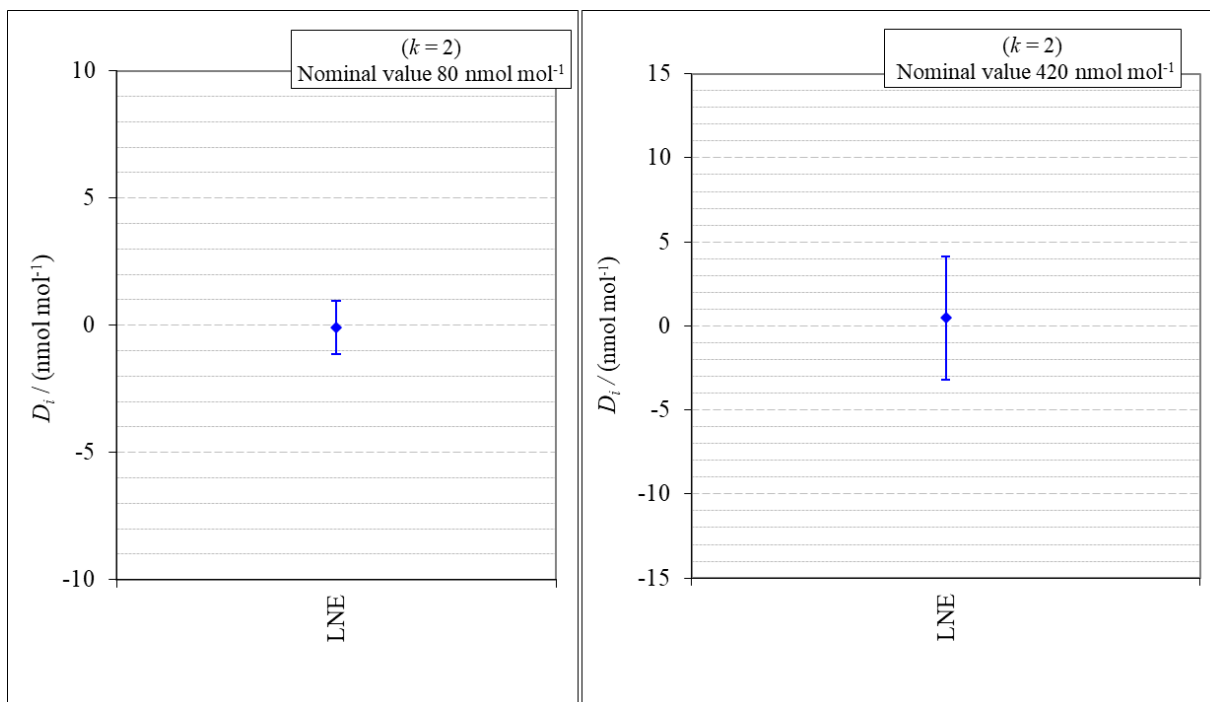 (k = 2)
Nominal value 80 nmol mol⁻¹
10
5
0
-5
-10
Dᵢ / (nmol mol⁻¹)
LNE
(k = 2)
Nominal value 420 nmol mol⁻¹
15
10
5
0
-5
-10
-15
Dᵢ / (nmol mol⁻¹)
LNE